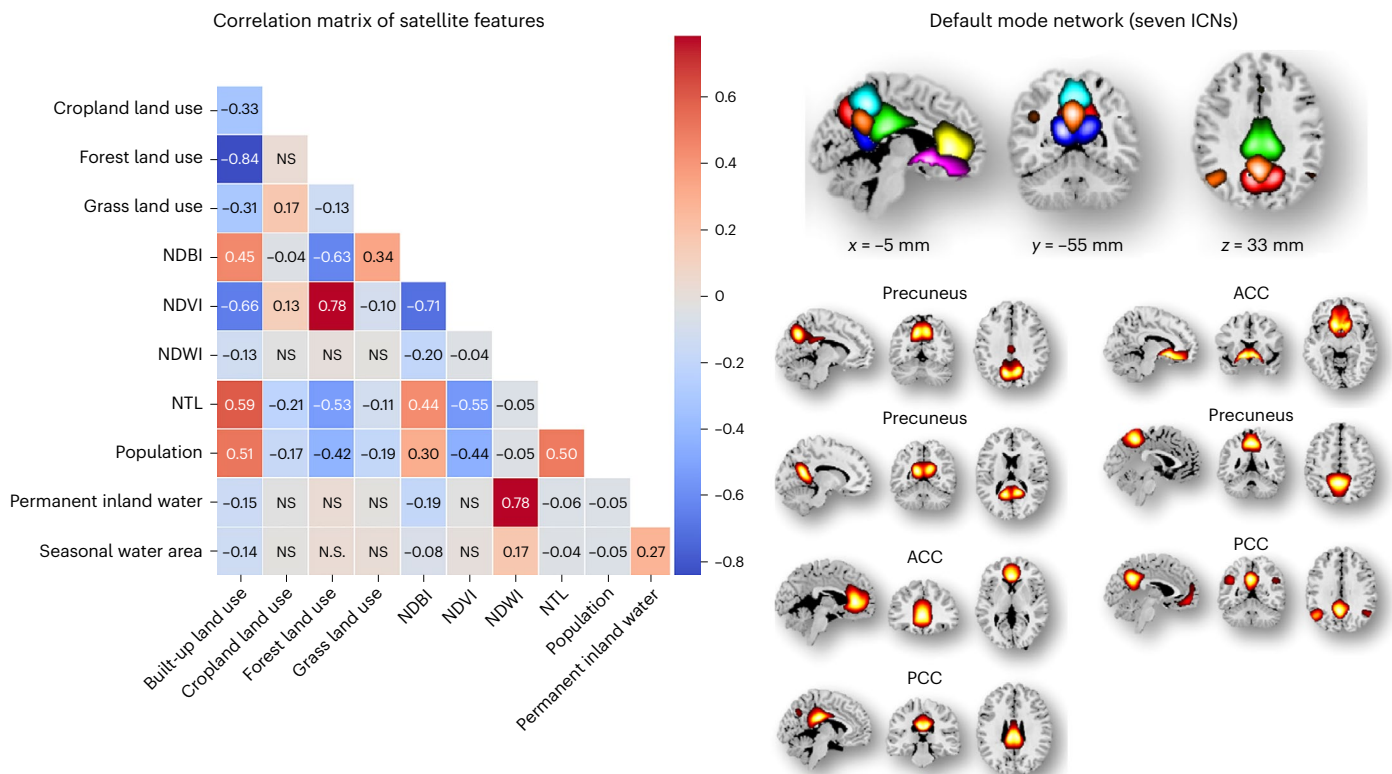 Correlation matrix of satellite features
Cropland land use −0.33
Forest land use −0.84 NS
Grass land use −0.31 0.17 −0.13
NDBI 0.45 −0.04 −0.63 0.34
NDVI −0.66 0.13 0.78 −0.10 −0.71
NDWI −0.13 NS NS NS −0.20 −0.04
NTL 0.59 −0.21 −0.53 −0.11 0.44 −0.55 −0.05
Population 0.51 −0.17 −0.42 −0.19 0.30 −0.44 −0.05 0.50
Permanent inland water −0.15 NS NS NS −0.19 NS 0.78 −0.06 −0.05
Seasonal water area −0.14 NS N.S. NS −0.08 NS 0.17 −0.04 −0.05 0.27
Built-up land use
Cropland land use
Forest land use
Grass land use
NDBI
NDVI
NDWI
NTL
Population
Permanent inland water
0.6
0.4
0.2
0
−0.2
−0.4
−0.6
−0.8
Default mode network (seven ICNs)
x = −5 mm
y = −55 mm
z = 33 mm
Precuneus
ACC
Precuneus
Precuneus
ACC
PCC
PCC